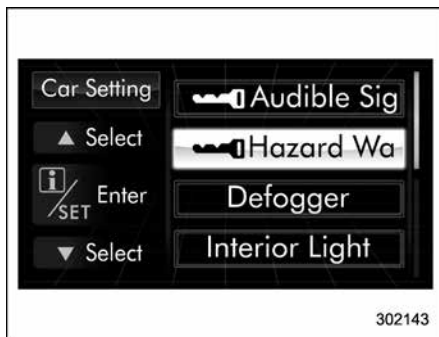 Car Setting
Audible Sig
▲ Select
Hazard Wa
i/SET Enter
Defogger
▼ Select
Interior Light
302143